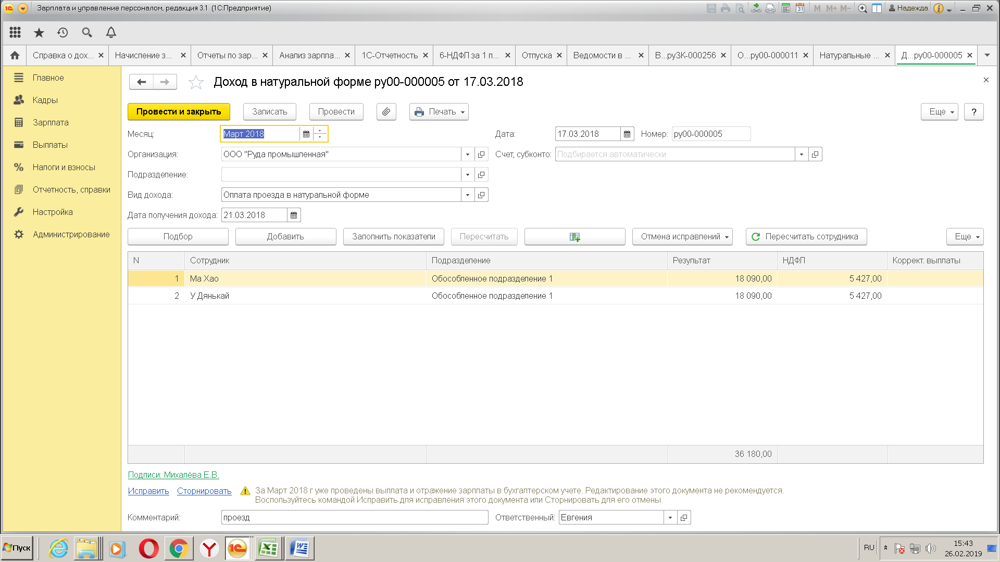 Зарплата и управление персоналом, редакция 3.1 (1С:Предприятие)
M M+ M- Надежда
Справка о дох... Начисление з... Отчеты по зар... Анализ зарпла... 1С-Отчетность 6-НДФЛ за 1 п... Отпуска Ведомости в ... В...руЗК-000256 О...ру00-000011 Натуральные ... Д...ру00-000005
Главное
Кадры
Зарплата
Выплаты
Налоги и взносы
Отчетность, справки
Настройка
Администрирование
Доход в натуральной форме ру00-000005 от 17.03.2018
Провести и закрыть Записать Провести Печать Еще ?
Месяц: Март 2018 Дата: 17.03.2018 Номер: ру00-000005
Организация: ООО "Руда промышленная" Счет, субконто: Подбирается автоматически
Подразделение:
Вид дохода: Оплата проезда в натуральной форме
Дата получения дохода: 21.03.2018
Подбор Добавить Заполнить показатели Пересчитать Отмена исправлений Пересчитать сотрудника Еще
N Сотрудник Подразделение Результат НДФЛ Коррект. выплаты
1 Ма Хао Обособленное подразделение 1 18 090,00 5 427,00
2 У Дянькай Обособленное подразделение 1 18 090,00 5 427,00
36 180,00
Подписи: Михалёва Е.В.
Исправить Сторнировать За Март 2018 г уже проведены выплата и отражение зарплаты в бухгалтерском учете. Редактирование этого документа не рекомендуется.
Воспользуйтесь командой Исправить для исправления этого документа или Сторнировать для его отмены
Комментарий: проезд Ответственный: Евгения
Пуск RU 15:43
26.02.2019